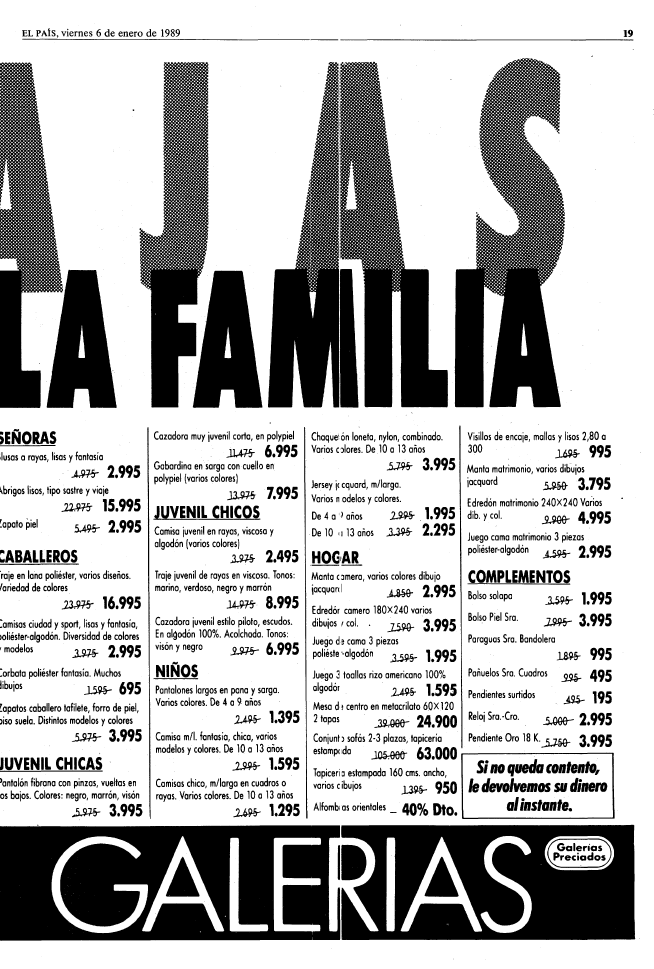 EL PAÍS, viernes 6 de enero de 1989
19
AJAS
LA FAMILIA
SEÑORAS
lusas a rayas, lisas y fantasía
4.975- 2.995
Abrigos lisos, tipo sastre y viaje
22.975- 15.995
Zapato piel 5.495- 2.995
CABALLEROS
Traje en lana poliéster, varios diseños.
Variedad de colores
23.975- 16.995
Camisas ciudad y sport, lisas y fantasía,
poliéster-algodón. Diversidad de colores
y modelos 3.975- 2.995
Corbata poliéster fantasía. Muchos
dibujos 1.595- 695
Zapatos caballero tafilete, forro de piel,
piso suela. Distintos modelos y colores
5.975- 3.995
JUVENIL CHICAS
Pantalón fibrana con pinzas, vueltas en
los bajos. Colores: negro, marrón, visón
5.975- 3.995
Cazadora muy juvenil corta, en polypiel
11.475- 6.995
Gabardina en sarga con cuello en
polypiel (varios colores)
13.975- 7.995
JUVENIL CHICOS
Camisa juvenil en rayas, viscosa y
algodón (varios colores)
3.975- 2.495
Traje juvenil de rayas en viscosa. Tonos:
marino, verdoso, negro y marrón
14.975- 8.995
Cazadora juvenil estilo piloto, escudos.
En algodón 100%. Acolchada. Tonos:
visón y negro 9.975- 6.995
NIÑOS
Pantalones largos en pana y sarga.
Varios colores. De 4 a 9 años
2.495- 1.395
Camisa m/l. fantasía, chica, varios
modelos y colores. De 10 a 13 años
2.995- 1.595
Camisas chico, m/larga en cuadros o
rayas. Varios colores. De 10 a 13 años
2.695- 1.295
Chaquetón loneta, nylon, combinado.
Varios colores. De 10 a 13 años
5.795- 3.995
Jersey jacquard, m/larga.
Varios modelos y colores.
De 4 a 9 años 2.995- 1.995
De 10 a 13 años 3.395- 2.295
HOGAR
Manta camera, varios colores dibujo
jacquard 4.850- 2.995
Edredón camero 180×240 varios
dibujos y col. 7.590- 3.995
Juego de cama 3 piezas
poliéster-algodón 3.595- 1.995
Juego 3 toallas rizo americano 100%
algodón 2.495- 1.595
Mesa de centro en metacrilato 60×120
2 tapas 39.000- 24.900
Conjunto sofás 2-3 plazas, tapicería
estampada 105.000- 63.000
Tapicería estampada 160 cms. ancho,
varios dibujos 1.395- 950
Alfombras orientales _ 40% Dto.
Visillos de encaje, mallas y lisos 2,80 a
300 1.695- 995
Manta matrimonio, varios dibujos
jacquard 5.950- 3.795
Edredón matrimonio 240×240 Varios
dib. y col. 9.900- 4.995
Juego cama matrimonio 3 piezas
poliéster-algodón 4.595- 2.995
COMPLEMENTOS
Bolso solapa 3.595- 1.995
Bolso Piel Sra. 7.995- 3.995
Paraguas Sra. Bandolera
1.895- 995
Pañuelos Sra. Cuadros 995- 495
Pendientes surtidos 495- 195
Reloj Sra.-Cro. 5.000- 2.995
Pendiente Oro 18 K. 5.750- 3.995
Si no queda contento,
le devolvemos su dinero
al instante.
GALERIAS
Galerías
Preciados